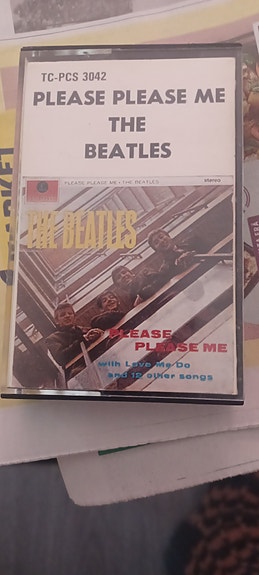 TC-PCS 3042
PLEASE PLEASE ME
THE
BEATLES
PLEASE PLEASE ME • THE BEATLES
stereo
THE BEATLES
PLEASE
PLEASE ME
with Love Me Do
and 12 other songs
MARKET